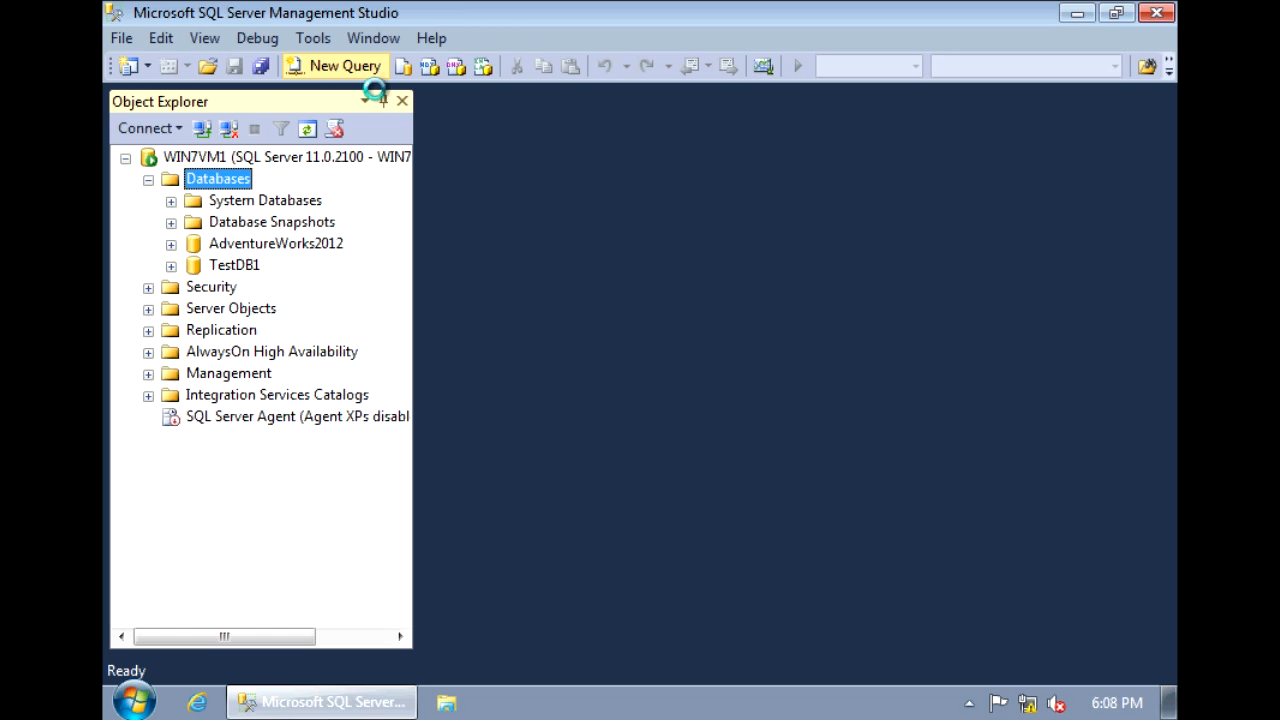 Microsoft SQL Server Management Studio
File Edit View Debug Tools Window Help
New Query
Object Explorer
Connect
WIN7VM1 (SQL Server 11.0.2100 - WIN7
Databases
System Databases
Database Snapshots
AdventureWorks2012
TestDB1
Security
Server Objects
Replication
AlwaysOn High Availability
Management
Integration Services Catalogs
SQL Server Agent (Agent XPs disabl
Ready
Microsoft SQL Server...
6:08 PM